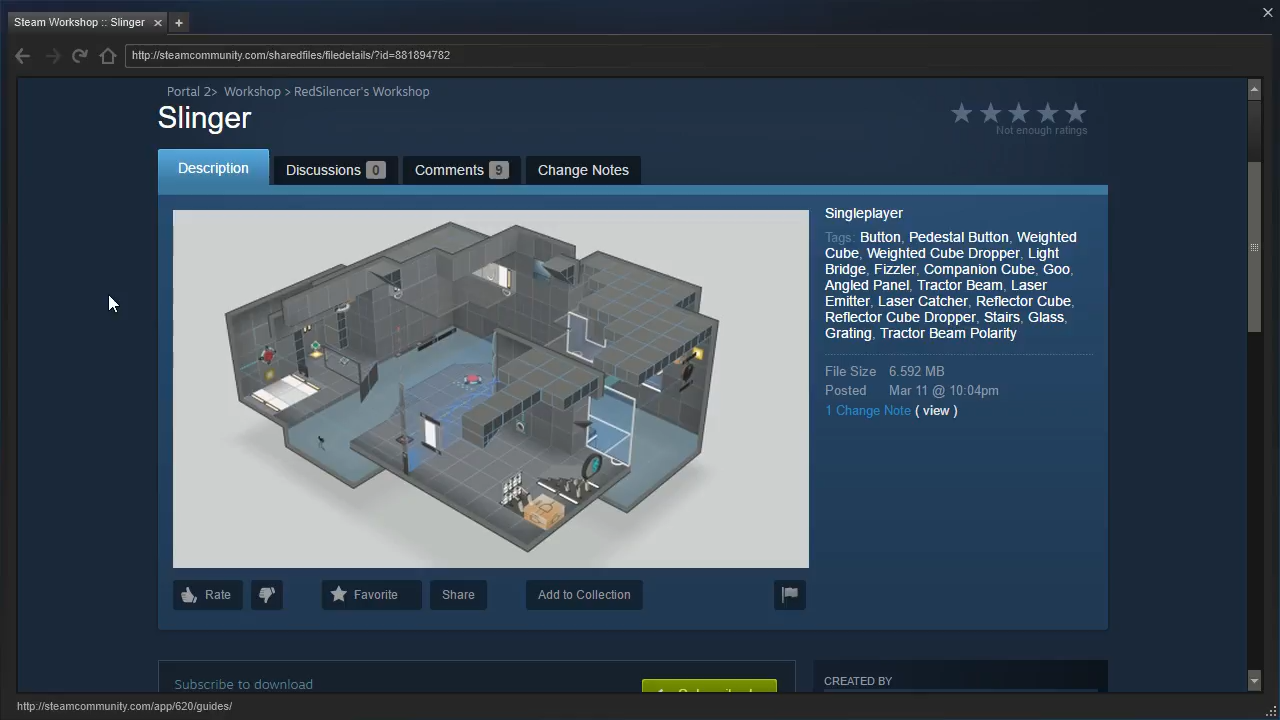 Steam Workshop :: Slinger
http://steamcommunity.com/sharedfiles/filedetails/?id=881894782
Portal 2> Workshop > RedSilencer's Workshop
Slinger
Not enough ratings
Description
Discussions 0
Comments 9
Change Notes
Singleplayer
Tags: Button, Pedestal Button, Weighted
Cube, Weighted Cube Dropper, Light
Bridge, Fizzler, Companion Cube, Goo,
Angled Panel, Tractor Beam, Laser
Emitter, Laser Catcher, Reflector Cube,
Reflector Cube Dropper, Stairs, Glass,
Grating, Tractor Beam Polarity
File Size 6.592 MB
Posted Mar 11 @ 10:04pm
1 Change Note ( view )
Rate
Favorite
Share
Add to Collection
Subscribe to download
CREATED BY
http://steamcommunity.com/app/620/guides/